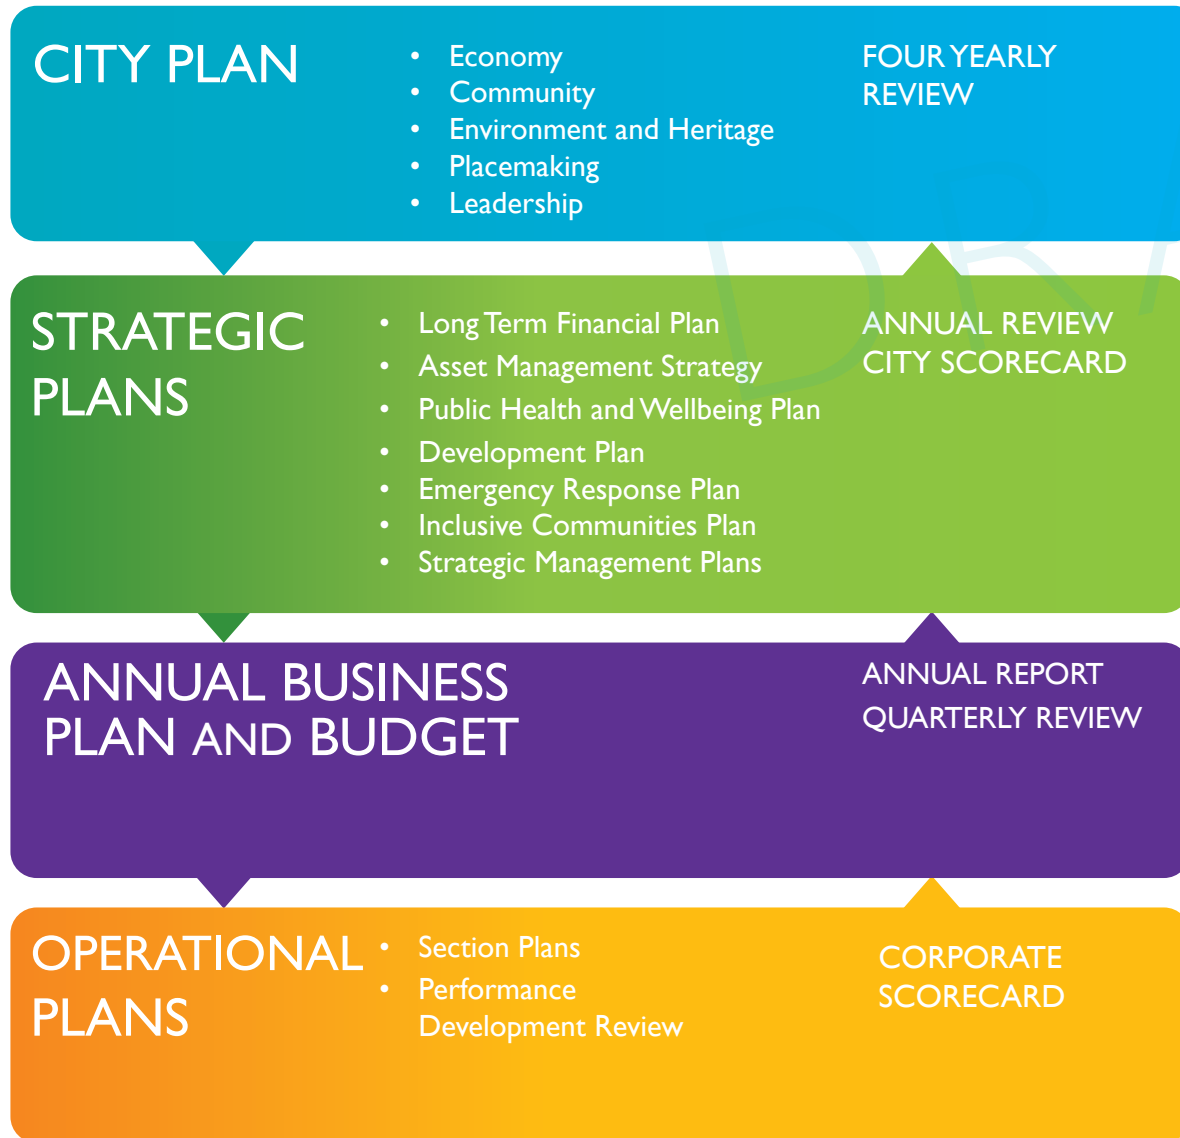 CITY PLAN
• Economy
• Community
• Environment and Heritage
• Placemaking
• Leadership
FOUR YEARLY
REVIEW
STRATEGIC
PLANS
• Long Term Financial Plan
• Asset Management Strategy
• Public Health and Wellbeing Plan
• Development Plan
• Emergency Response Plan
• Inclusive Communities Plan
• Strategic Management Plans
ANNUAL REVIEW
CITY SCORECARD
ANNUAL BUSINESS
PLAN AND BUDGET
ANNUAL REPORT
QUARTERLY REVIEW
OPERATIONAL
PLANS
• Section Plans
• Performance
Development Review
CORPORATE
SCORECARD